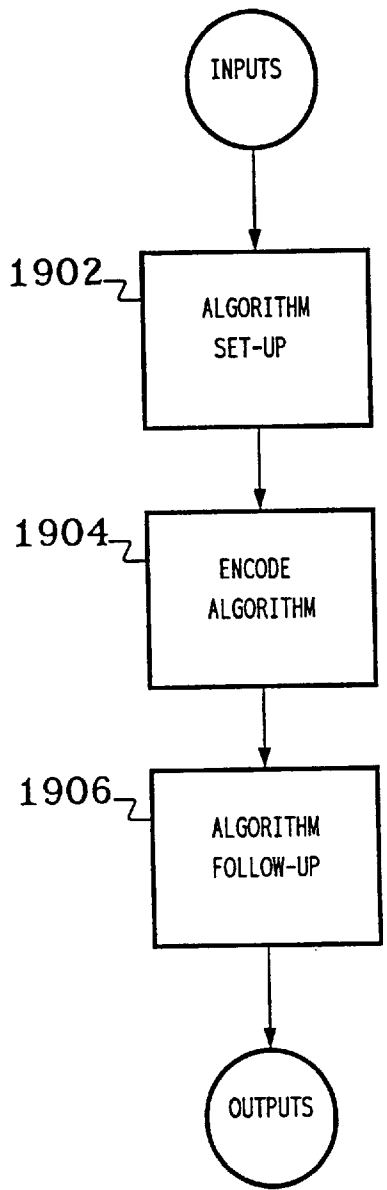 INPUTS
1902
ALGORITHM
SET-UP
1904
ENCODE
ALGORITHM
1906
ALGORITHM
FOLLOW-UP
OUTPUTS